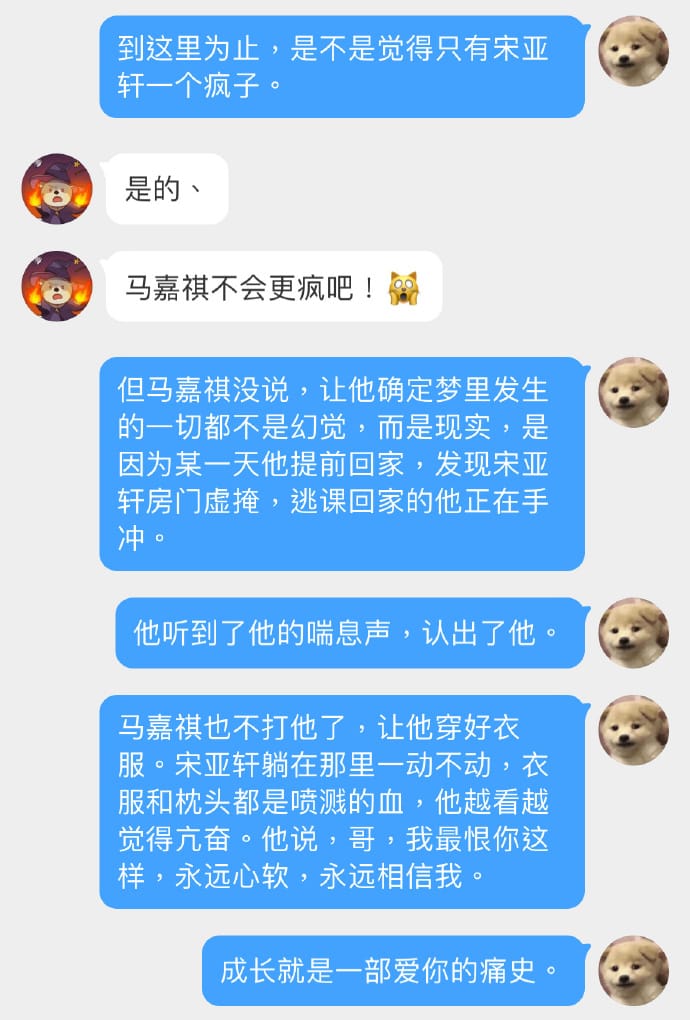 到这里为止，是不是觉得只有宋亚
轩一个疯子。
是的、
马嘉祺不会更疯吧！🙀
但马嘉祺没说，让他确定梦里发生
的一切都不是幻觉，而是现实，是
因为某一天他提前回家，发现宋亚
轩房门虚掩，逃课回家的他正在手
冲。
他听到了他的喘息声，认出了他。
马嘉祺也不打他了，让他穿好衣
服。宋亚轩躺在那里一动不动，衣
服和枕头都是喷溅的血，他越看越
觉得亢奋。他说，哥，我最恨你这
样，永远心软，永远相信我。
成长就是一部爱你的痛史。